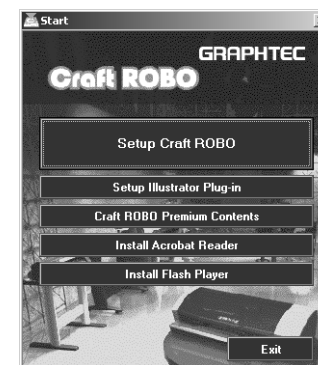 Start
GRAPHTEC
Craft ROBO
Setup Craft ROBO
Setup Illustrator Plug-in
Craft ROBO Premium Contents
Install Acrobat Reader
Install Flash Player
Exit